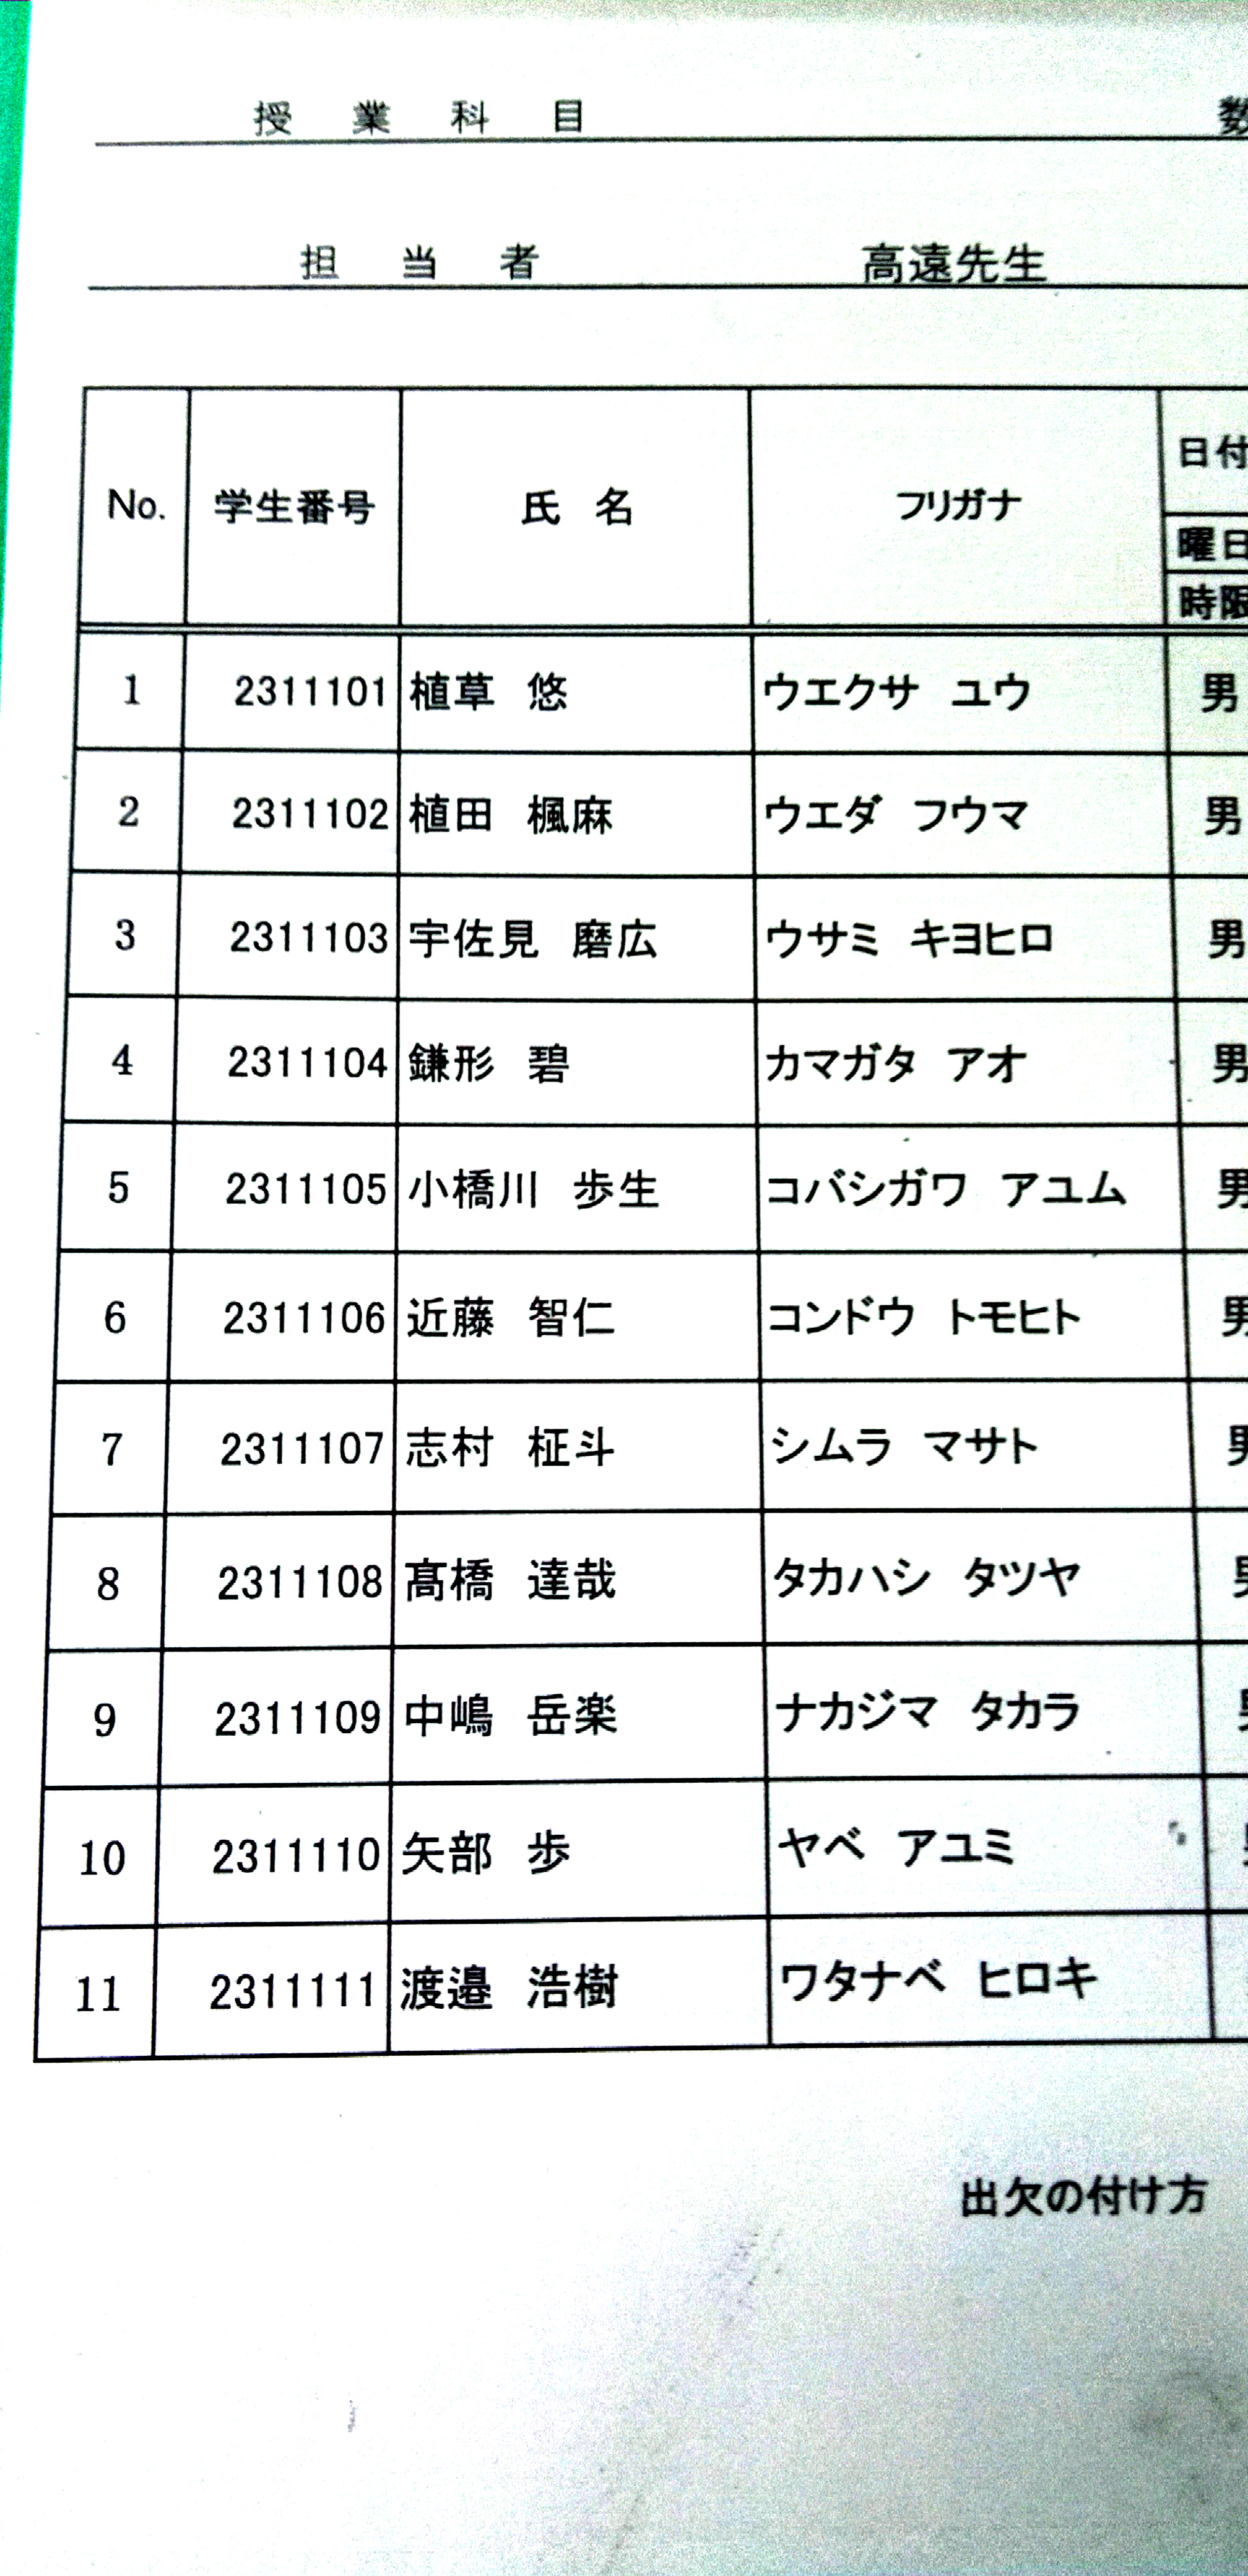 授業科目 数
担当者 高遠先生
No. 学生番号 氏名 フリガナ 日付
曜日
時限
1 2311101 植草 悠 ウエクサ ユウ 男
2 2311102 植田 楓麻 ウエダ フウマ 男
3 2311103 宇佐見 磨広 ウサミ キヨヒロ 男
4 2311104 鎌形 碧 カマガタ アオ 男
5 2311105 小橋川 歩生 コバシガワ アユム 男
6 2311106 近藤 智仁 コンドウ トモヒト 男
7 2311107 志村 柾斗 シムラ マサト 男
8 2311108 髙橋 達哉 タカハシ タツヤ 男
9 2311109 中嶋 岳楽 ナカジマ タカラ
10 2311110 矢部 歩 ヤベ アユミ
11 2311111 渡邉 浩樹 ワタナベ ヒロキ
出欠の付け方